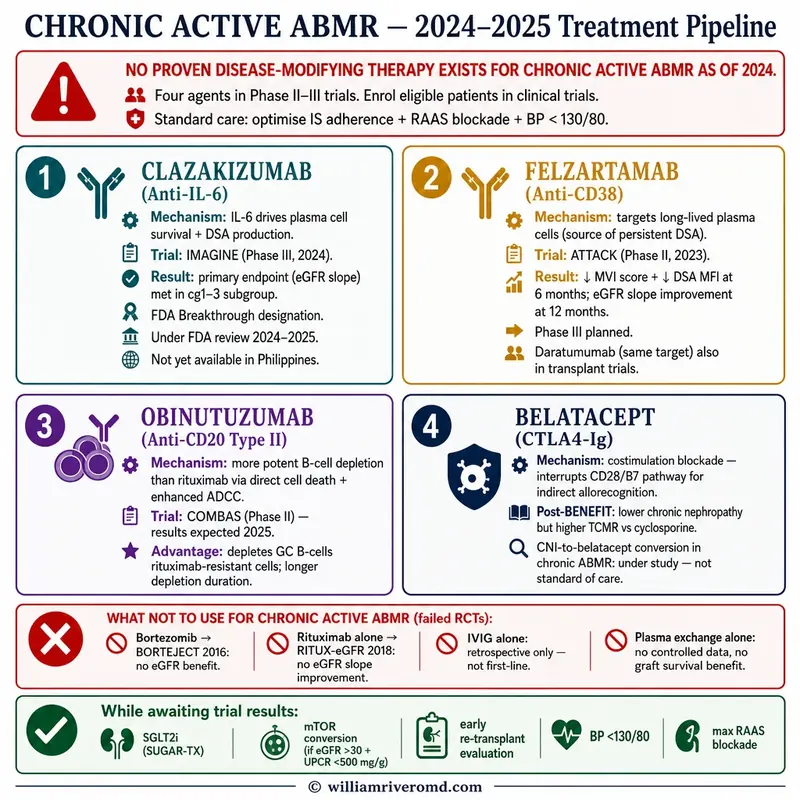 CHRONIC ACTIVE ABMR — 2024–2025 Treatment Pipeline
NO PROVEN DISEASE-MODIFYING THERAPY EXISTS FOR CHRONIC ACTIVE ABMR AS OF 2024.
Four agents in Phase II–III trials. Enrol eligible patients in clinical trials.
Standard care: optimise IS adherence + RAAS blockade + BP < 130/80.
1
CLAZAKIZUMAB
(Anti-IL-6)
Mechanism: IL-6 drives plasma cell
survival + DSA production.
Trial: IMAGINE (Phase III, 2024).
Result: primary endpoint (eGFR slope)
met in cg1–3 subgroup.
FDA Breakthrough designation.
Under FDA review 2024–2025.
Not yet available in Philippines.
2
FELZARTAMAB
(Anti-CD38)
Mechanism: targets long-lived plasma
cells (source of persistent DSA).
Trial: ATTACK (Phase II, 2023).
Result: ↓ MVI score + ↓ DSA MFI at
6 months; eGFR slope improvement
at 12 months.
Phase III planned.
Daratumumab (same target) also
in transplant trials.
3
OBINUTUZUMAB
(Anti-CD20 Type II)
Mechanism: more potent B-cell depletion
than rituximab via direct cell death +
enhanced ADCC.
Trial: COMBAS (Phase II) —
results expected 2025.
Advantage: depletes GC B-cells
rituximab-resistant cells; longer
depletion duration.
4
BELATACEPT
(CTLA4-Ig)
Mechanism: costimulation blockade —
interrupts CD28/B7 pathway for
indirect allorecognition.
Post-BENEFIT: lower chronic nephropathy
but higher TCMR vs cyclosporine.
CNI-to-belatacept conversion in
chronic ABMR: under study — not
standard of care.
WHAT NOT TO USE FOR CHRONIC ACTIVE ABMR (failed RCTs):
Bortezomib →
BORTEJECT 2016:
no eGFR benefit.
Rituximab alone →
RITUX-eGFR 2018:
no eGFR slope
improvement.
IVIG alone:
retrospective only —
not first-line.
Plasma exchange alone:
no controlled data, no
graft survival benefit.
While awaiting trial results:
SGLT2i
(SUGAR-TX)
mTOR
conversion
(if eGFR >30 +
UPCR <500 mg/g)
early
re-transplant
evaluation
BP <130/80
max RAAS
blockade
© williamriveromd.com